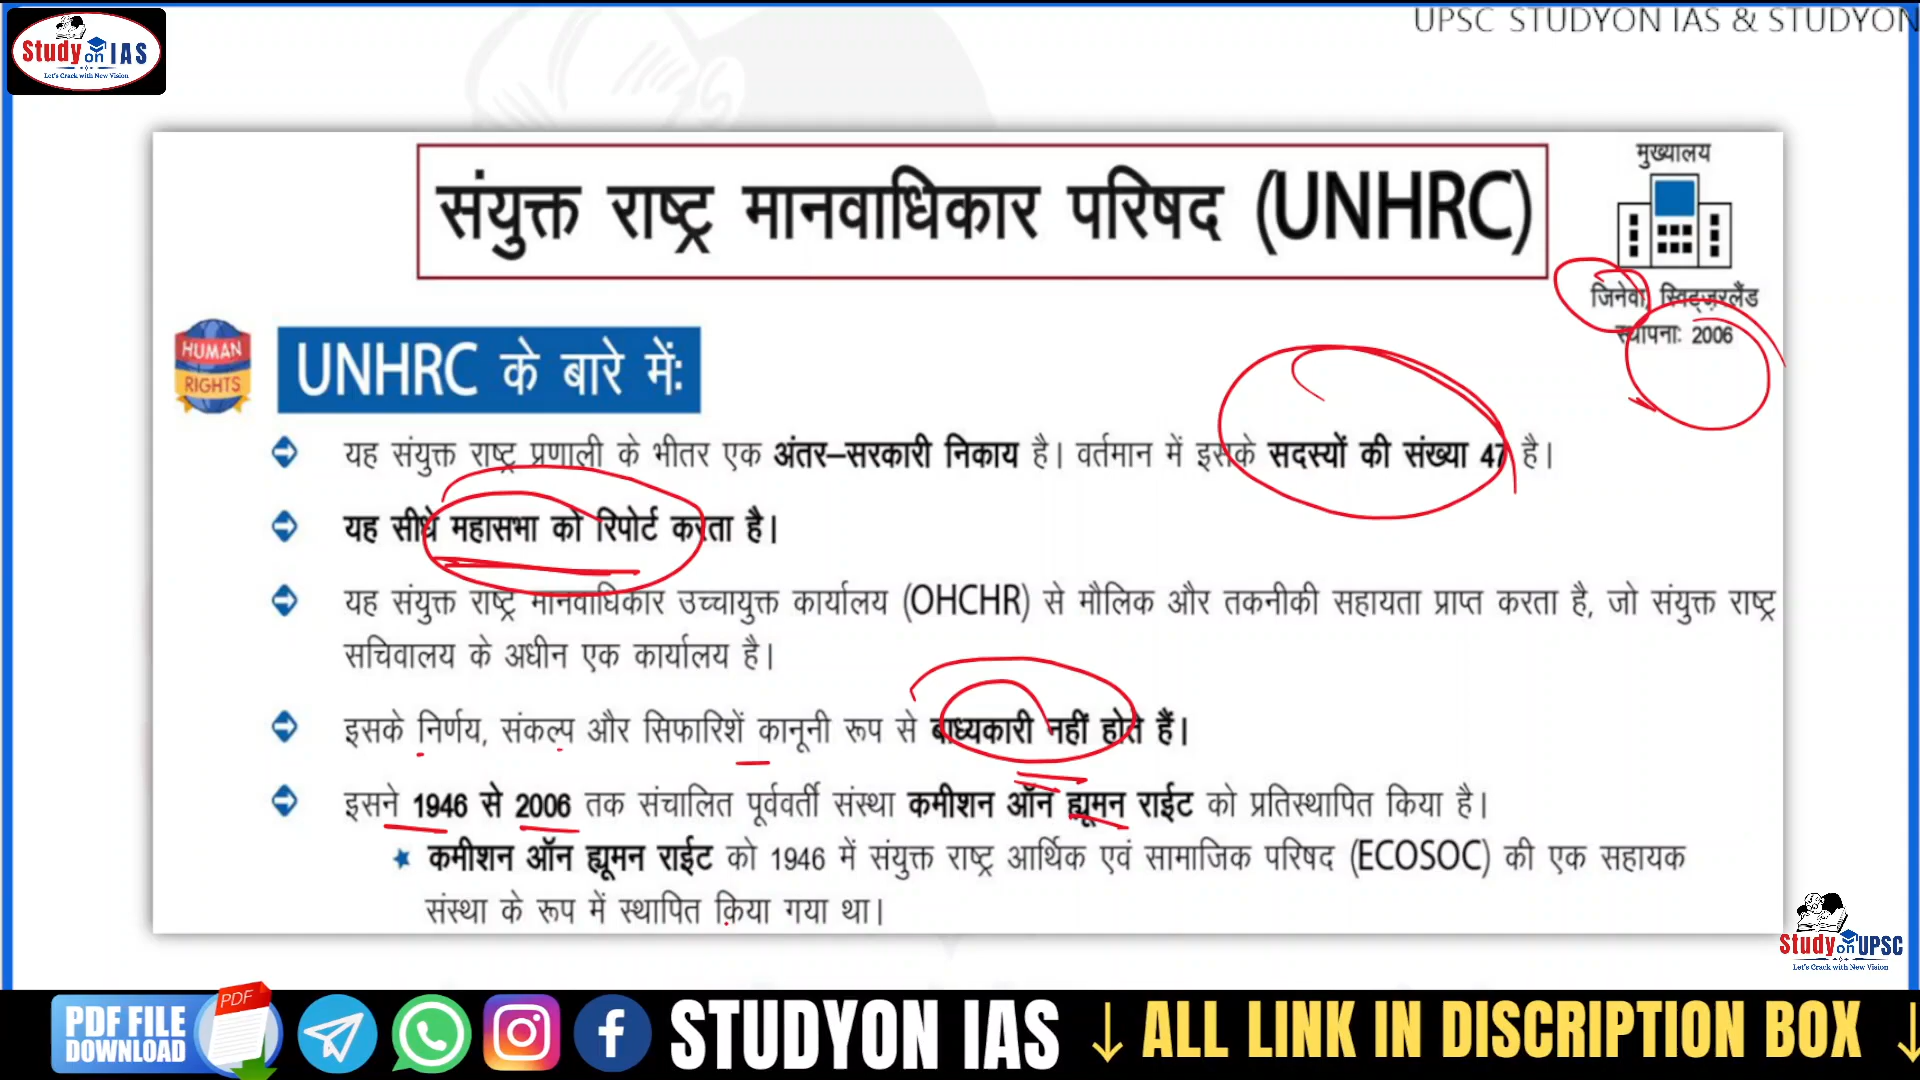 UPSC STUDYON IAS & STUDYON
Study on IAS
Let's Crack with New Vision
मुख्यालय
संयुक्त राष्ट्र मानवाधिकार परिषद (UNHRC)
जिनेवा, स्विट्ज़रलैंड
स्थापना: 2006
HUMAN
RIGHTS
UNHRC के बारे में:
यह संयुक्त राष्ट्र प्रणाली के भीतर एक अंतर–सरकारी निकाय है। वर्तमान में इसके सदस्यों की संख्या 47 है।
यह सीधे महासभा को रिपोर्ट करता है।
यह संयुक्त राष्ट्र मानवाधिकार उच्चायुक्त कार्यालय (OHCHR) से मौलिक और तकनीकी सहायता प्राप्त करता है, जो संयुक्त राष्ट्र
सचिवालय के अधीन एक कार्यालय है।
इसके निर्णय, संकल्प और सिफारिशें कानूनी रूप से बाध्यकारी नहीं होते हैं।
इसने 1946 से 2006 तक संचालित पूर्ववर्ती संस्था कमीशन ऑन ह्यूमन राईट को प्रतिस्थापित किया है।
कमीशन ऑन ह्यूमन राईट को 1946 में संयुक्त राष्ट्र आर्थिक एवं सामाजिक परिषद (ECOSOC) की एक सहायक
संस्था के रूप में स्थापित किया गया था।
Study on UPSC
Let's Crack with New Vision
PDF FILE
DOWNLOAD
PDF
STUDYON IAS ↓ ALL LINK IN DISCRIPTION BOX ↓